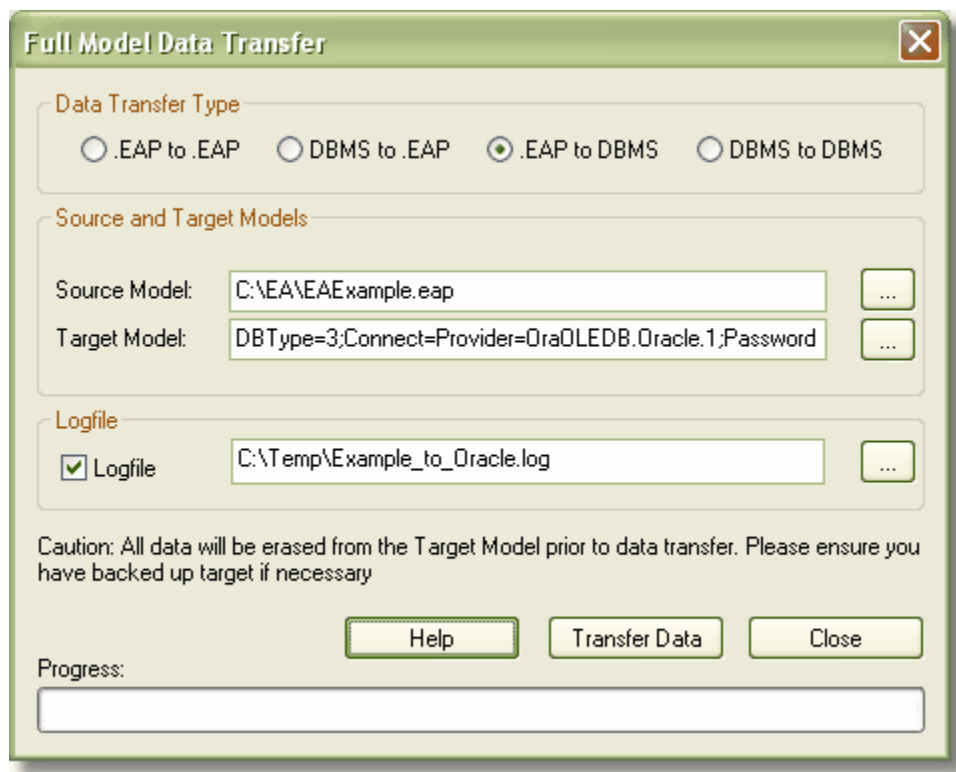 Full Model Data Transfer
Data Transfer Type
.EAP to .EAP DBMS to .EAP .EAP to DBMS DBMS to DBMS
Source and Target Models
Source Model: C:\EA\EAExample.eap ...
Target Model: DBType=3;Connect=Provider=OraOLEDB.Oracle.1;Password ...
Logfile
Logfile C:\Temp\Example_to_Oracle.log ...
Caution: All data will be erased from the Target Model prior to data transfer. Please ensure you
have backed up target if necessary
Help Transfer Data Close
Progress: